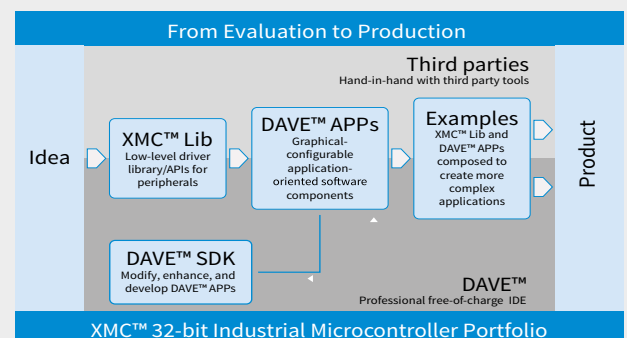 From Evaluation to Production
Third parties
Hand-in-hand with third party tools
Idea
XMC™ Lib
Low-level driver
library/APIs for
peripherals
DAVE™ APPs
Graphical-
configurable
application-
oriented software
components
Examples
XMC™ Lib and
DAVE™ APPs
composed to
create more
complex
applications
Product
DAVE™ SDK
Modify, enhance, and
develop DAVE™ APPs
DAVE™
Professional free-of-charge IDE
XMC™ 32-bit Industrial Microcontroller Portfolio